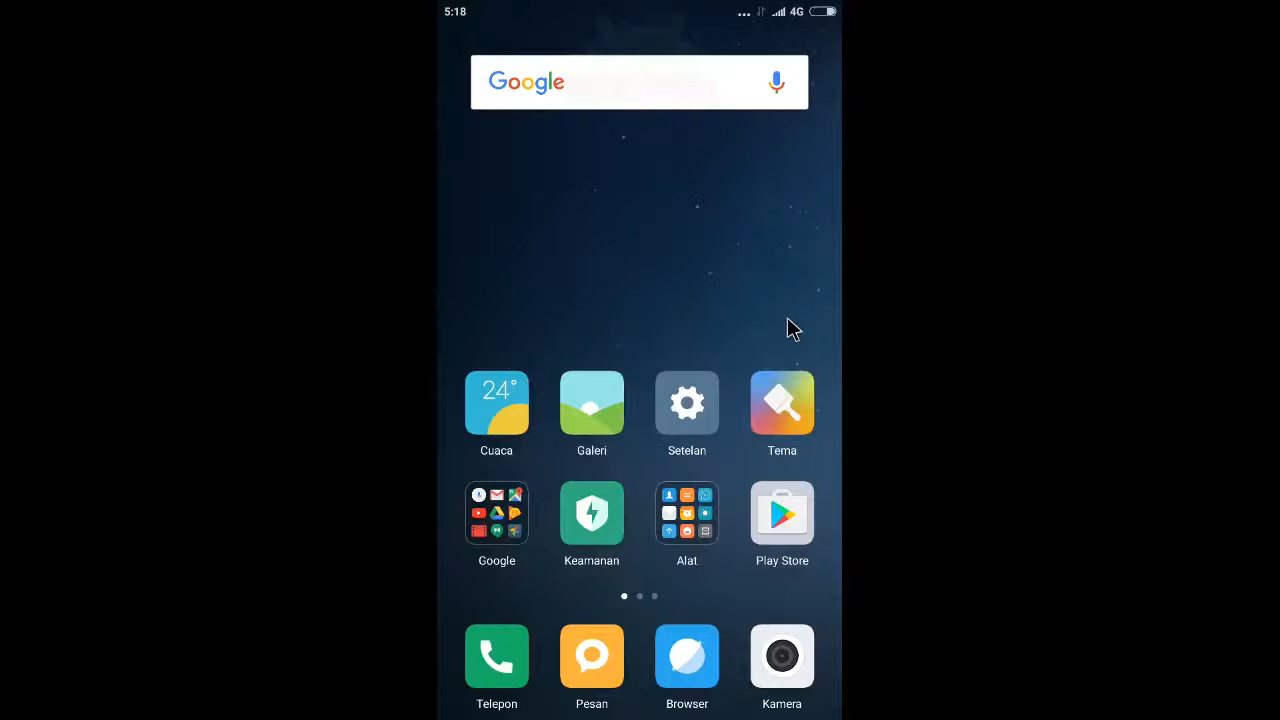 5:18 ... 4G
Google
24°
Cuaca Galeri Setelan Tema
Google Keamanan Alat Play Store
Telepon Pesan Browser Kamera